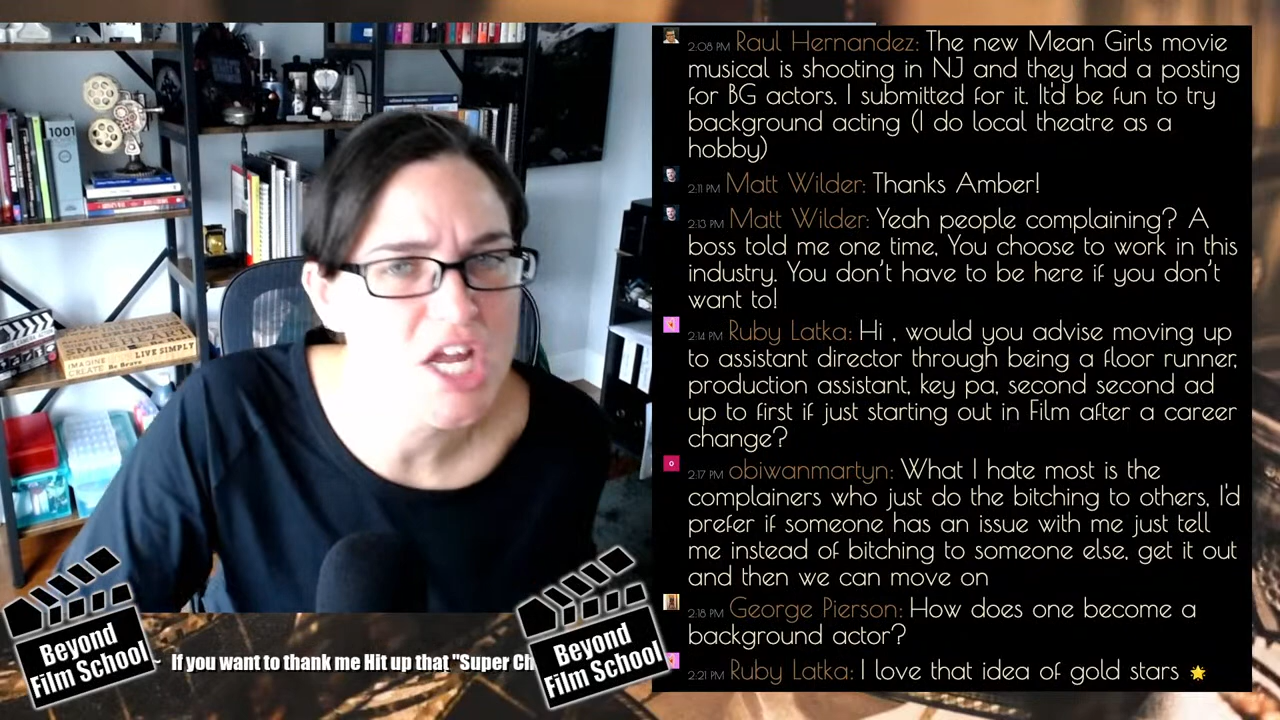 2:08 PM Raul Hernandez: The new Mean Girls movie
musical is shooting in NJ and they had a posting
for BG actors. I submitted for it. It'd be fun to try
background acting (I do local theatre as a
hobby)
2:11 PM Matt Wilder: Thanks Amber!
2:13 PM Matt Wilder: Yeah people complaining? A
boss told me one time, You choose to work in this
industry. You don't have to be here if you don't
want to!
2:14 PM Ruby Latka: Hi , would you advise moving up
to assistnt director through being a floor runner,
production assistant, key pa, second second ad
up to first if just starting out in Film after a career
change?
2:17 PM obiwanmartyn: What I hate most is the
complainers who just do the bitching to others, I'd
prefer if someone has an issue with me just tell
me instead of bitching to someone else, get it out
and then we can move on
2:18 PM George Pierson: How does one become a
background actor?
2:21 PM Ruby Latka: I love that idea of gold stars 🌟
1001
LIVE SIMPLY
IMAGINE
CREATE Be Brave
Beyond
Film School
~ If you want to thank me Hit up that "Super Ch
Beyond
Film School